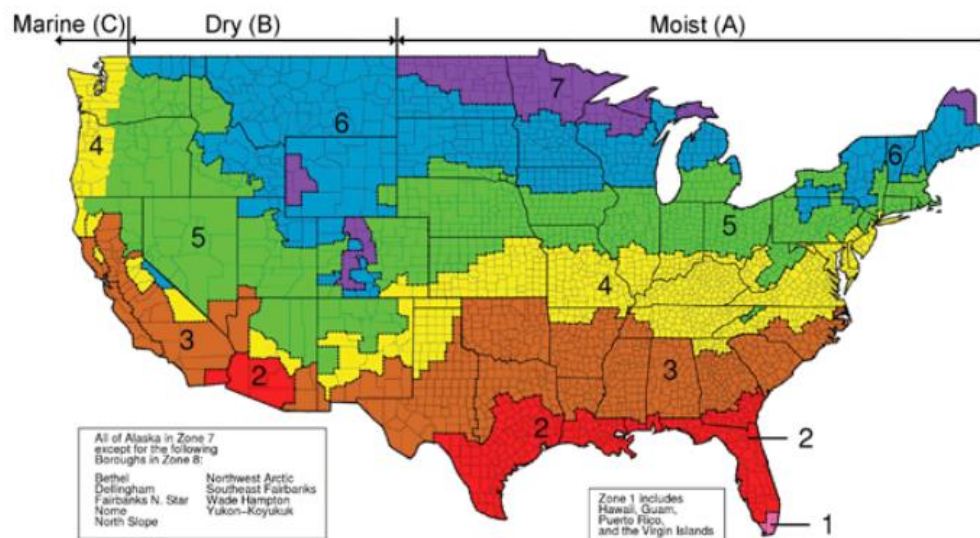 Marine (C)
Dry (B)
Moist (A)
7
6
4
6
5
5
4
3
3
2
2
2
1
All of Alaska in Zone 7
except for the following
Boroughs in Zone 8:
Bethel Northwest Arctic
Dellingham Southeast Fairbanks
Fairbanks N. Star Wade Hampton
Nome Yukon-Koyukuk
North Slope
Zone 1 includes
Hawaii, Guam,
Puerto Rico,
and the Virgin Islands